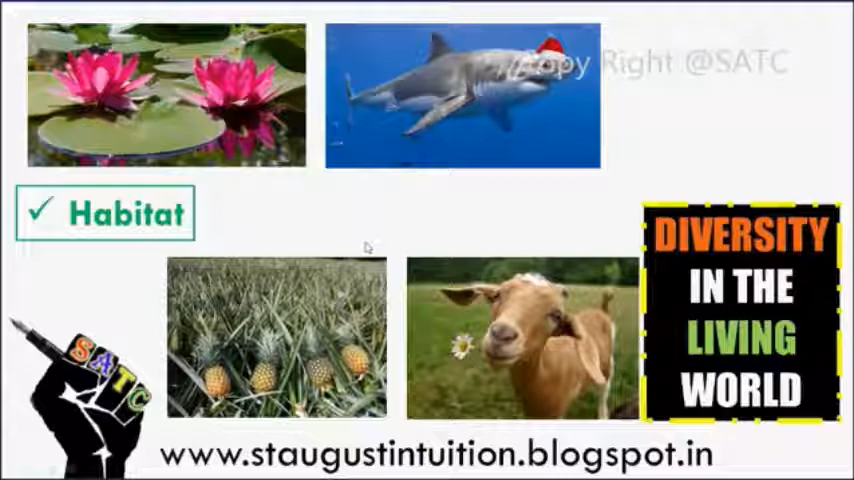 //Copy Right @SATC
✓ Habitat
DIVERSITY
IN THE
LIVING
WORLD
SATC
www.staugustintuition.blogspot.in